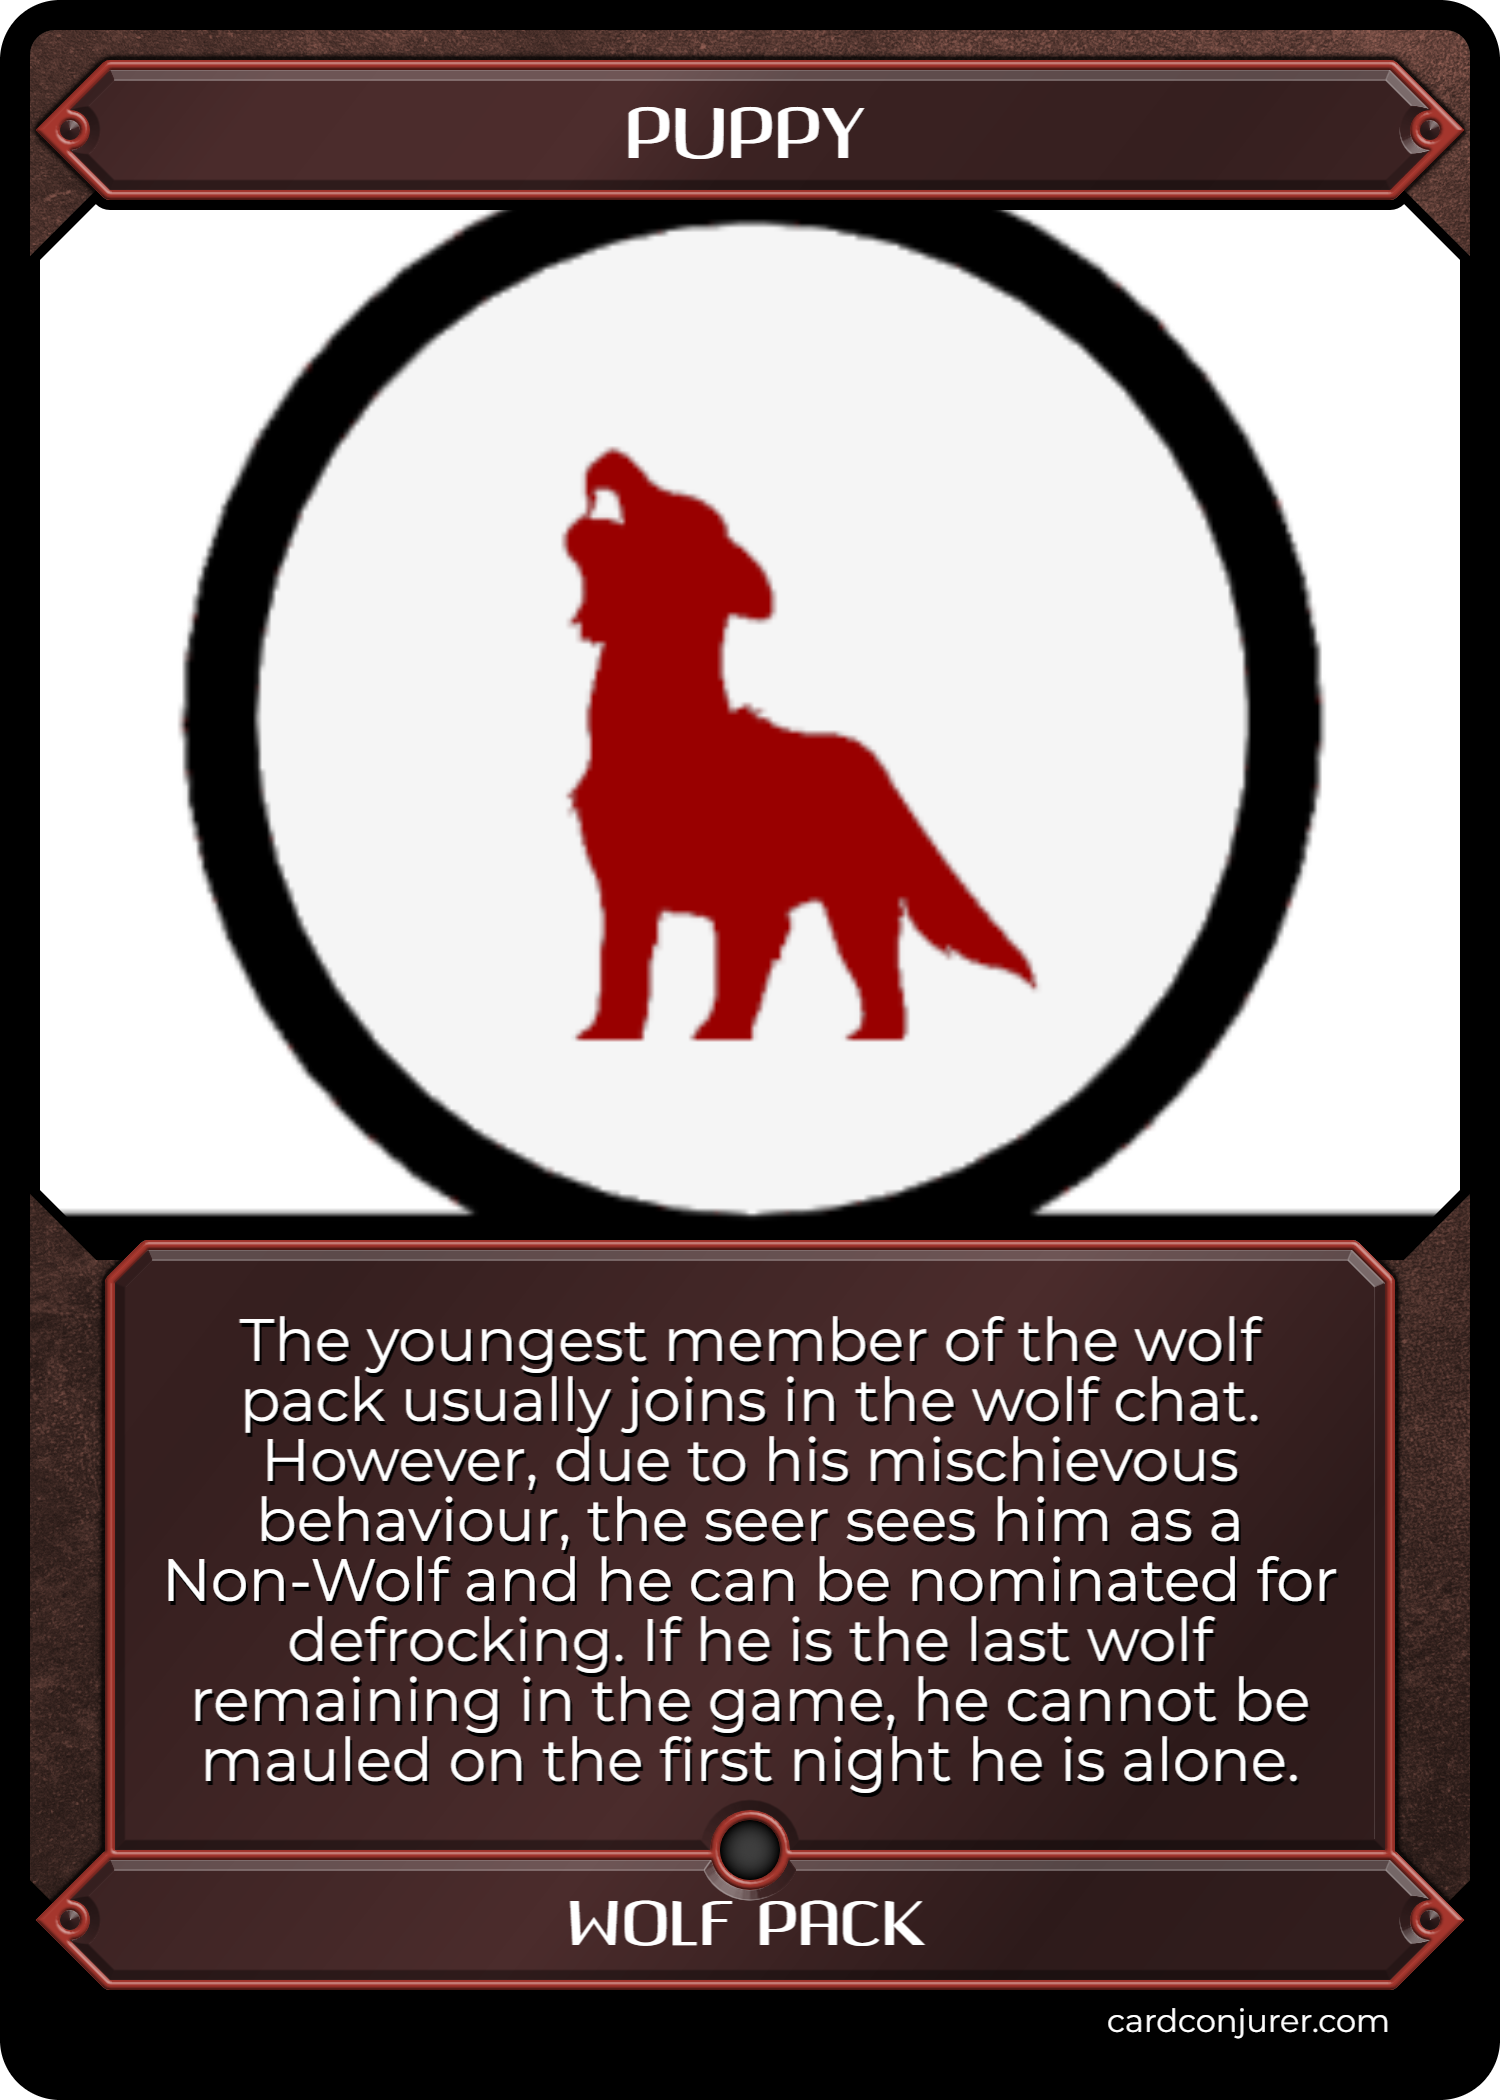 PUPPY
The youngest member of the wolf
pack usually joins in the wolf chat.
However, due to his mischievous
behaviour, the seer sees him as a
Non-Wolf and he can be nominated for
defrocking. If he is the last wolf
remaining in the game, he cannot be
mauled on the first night he is alone.
WOLF PACK
cardconjurer.com